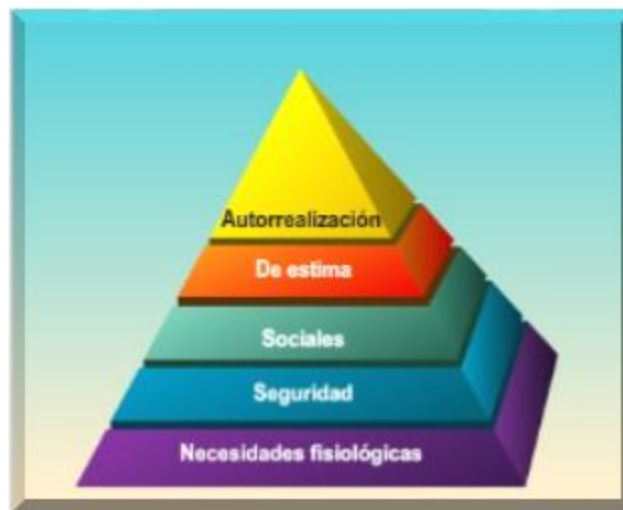 Autorrealización
De estima
Sociales
Seguridad
Necesidades fisiológicas